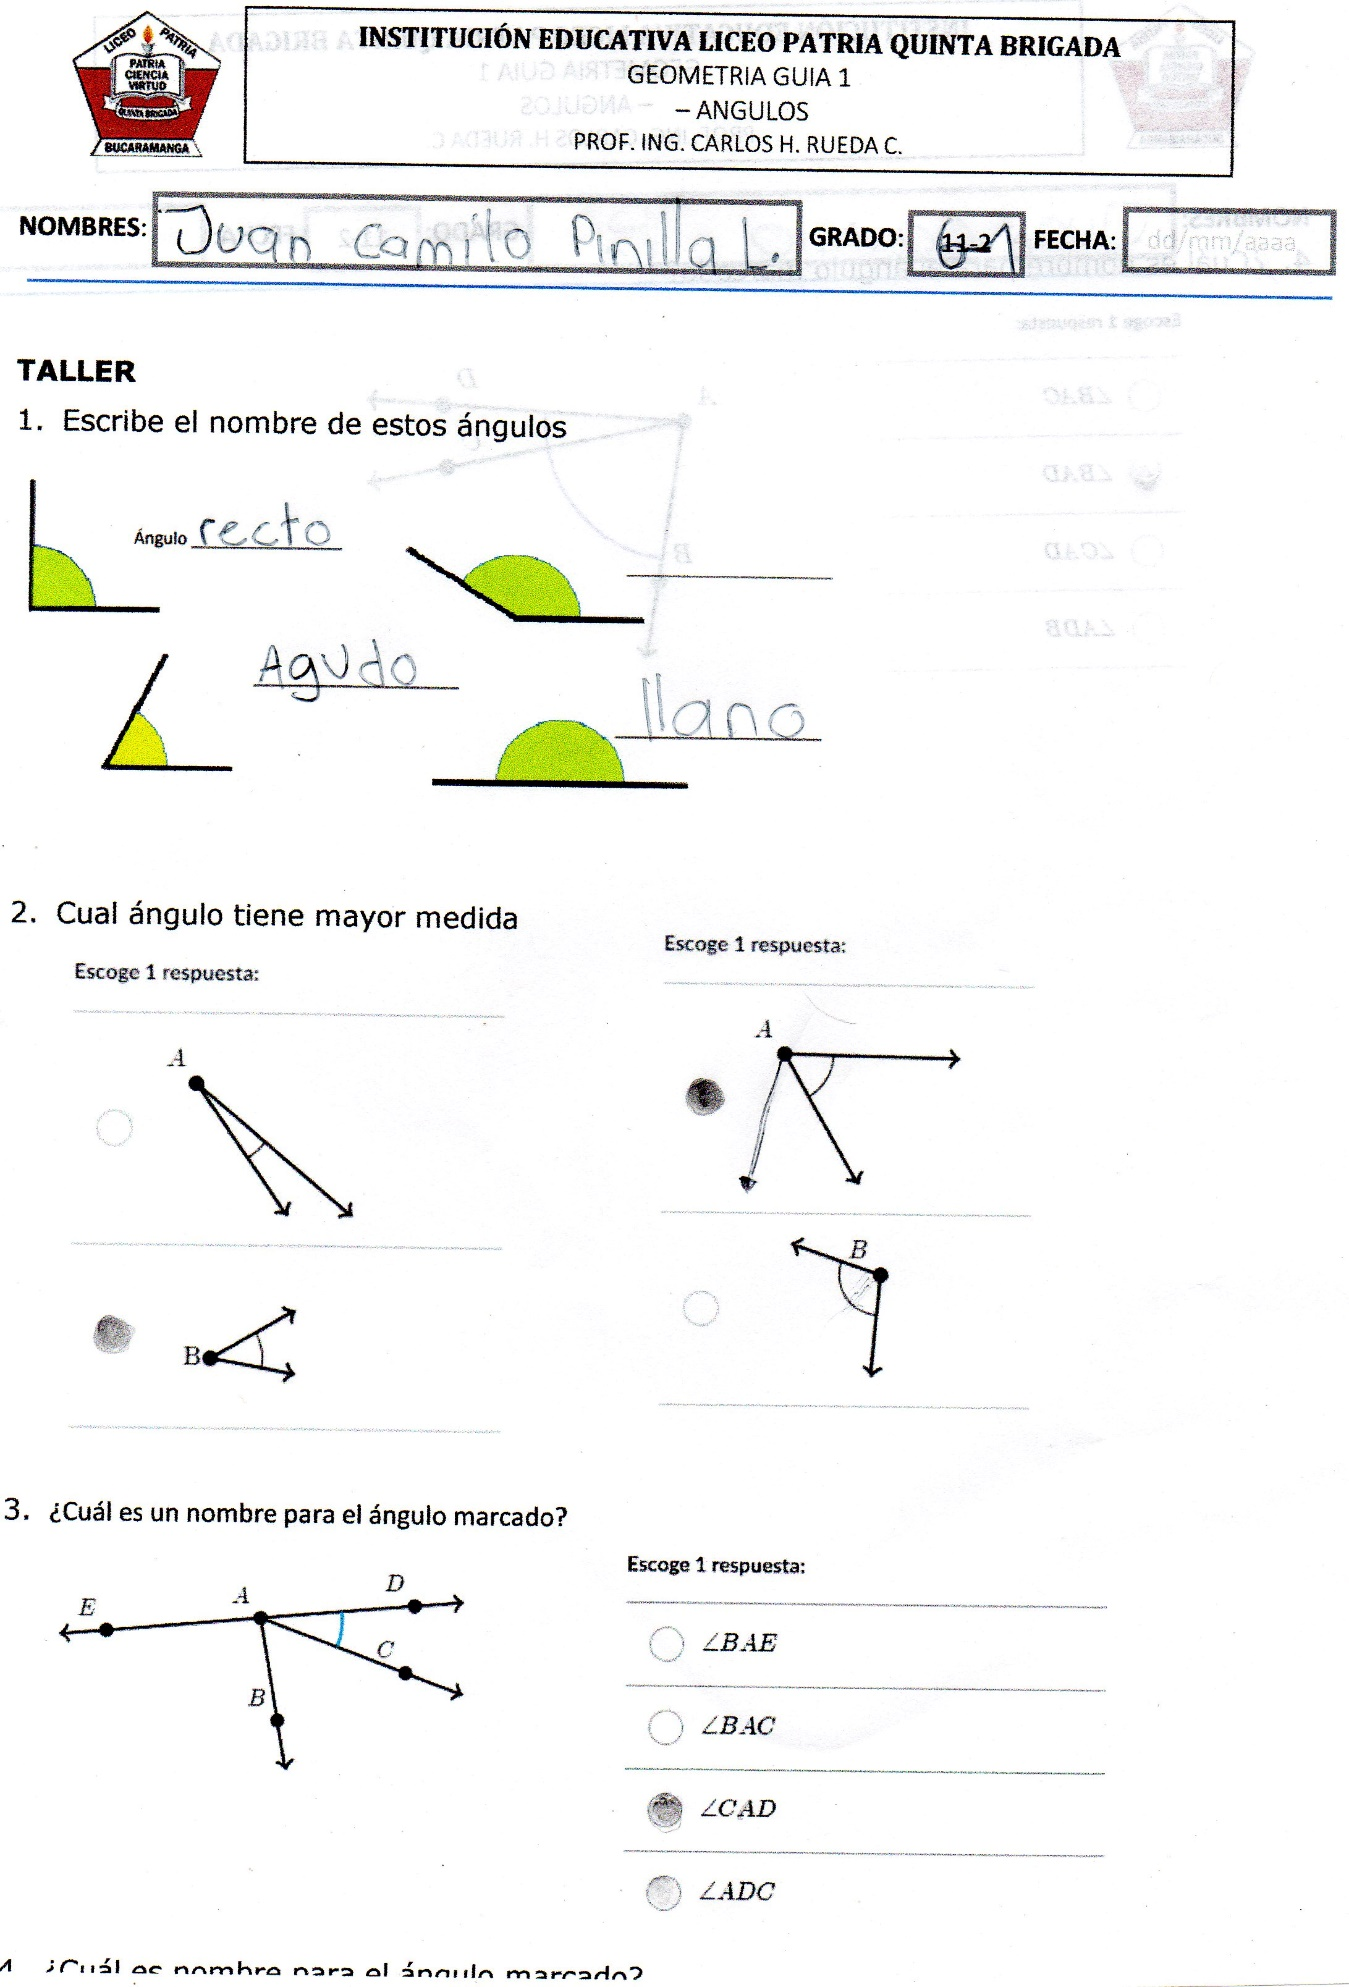 LICEO PATRIA
PATRIA
CIENCIA
VIRTUD
QUINTA BRIGADA
BUCARAMANGA
INSTITUCIÓN EDUCATIVA LICEO PATRIA QUINTA BRIGADA
GEOMETRIA GUIA 1
– ANGULOS
PROF. ING. CARLOS H. RUEDA C.
NOMBRES: Juan Camilo Pinilla L. GRADO: 11-2 6-1 FECHA: dd/mm/aaaa
TALLER
1. Escribe el nombre de estos ángulos
Ángulo recto
Agudo
llano
2. Cual ángulo tiene mayor medida
Escoge 1 respuesta:
A
B
Escoge 1 respuesta:
A
B
3. ¿Cuál es un nombre para el ángulo marcado?
E A D
C
B
Escoge 1 respuesta:
∠BAE
∠BAC
∠CAD
∠ADC
4 ¿Cuál es nombre para el ángulo marcado?